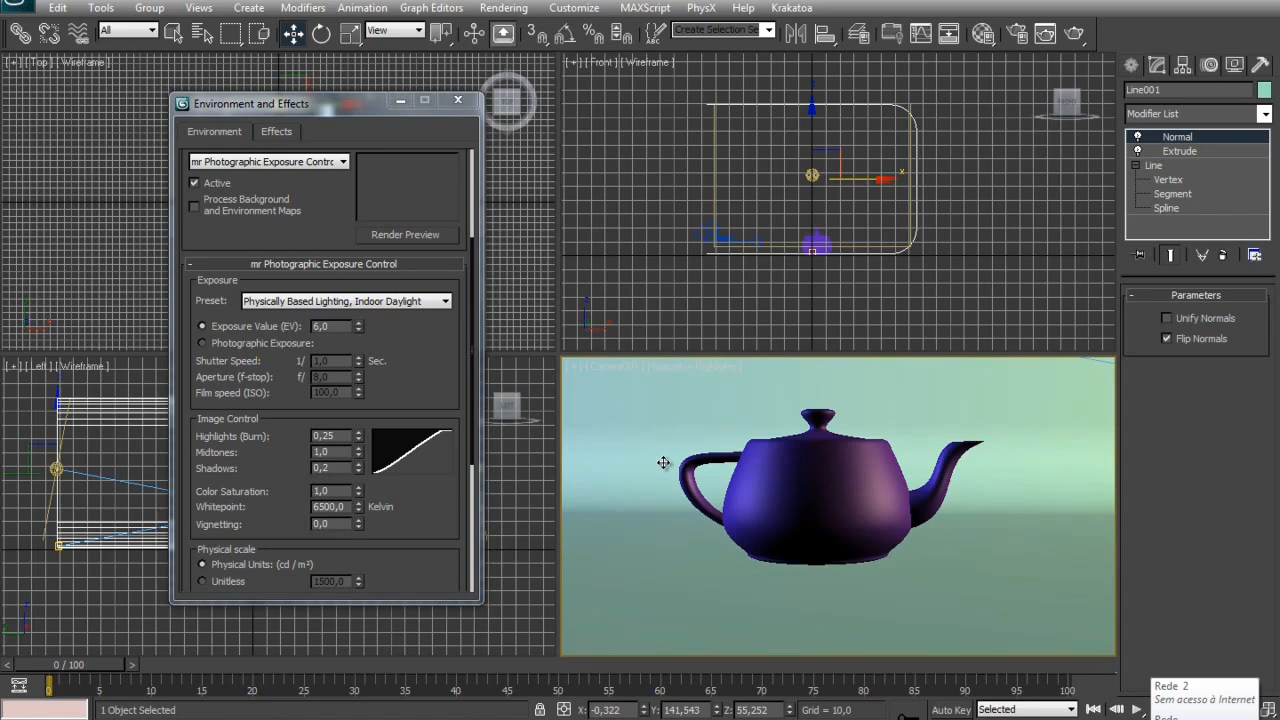 Edit Tools Group Views Create Modifiers Animation Graph Editors Rendering Customize MAXScript PhysX Help Krakatoa
All View 3 Create Selection Se
[ + ] [ Top ] [ Wireframe ]
[ + ] [ Front ] [ Wireframe ]
Line001
Modifier List
Normal
Extrude
Line
Vertex
Segment
Spline
Parameters
Unify Normals
Flip Normals
Environment and Effects
Environment Effects
mr Photographic Exposure Contro
Active
Process Background
and Environment Maps
Render Preview
- mr Photographic Exposure Control
Exposure
Preset: Physically Based Lighting, Indoor Daylight
Exposure Value (EV): 6,0
Photographic Exposure:
Shutter Speed: 1/ 1,0 Sec.
Aperture (f-stop): f/ 8,0
Film speed (ISO): 100,0
Image Control
Highlights (Burn): 0,25
Midtones: 1,0
Shadows: 0,2
Color Saturation: 1,0
Whitepoint: 6500,0 Kelvin
Vignetting: 0,0
Physical scale
Physical Units: (cd / m²)
Unitless 1500,0
[ + ] [ Left ] [ Wireframe ]
x
< 0 / 100 >
0 5 10 15 20 25 30 35 40 45 50 55 60 65 70 75 80 85 90 95 100
1 Object Selected X: -0,322 Y: 141,543 Z: 55,252 Grid = 10,0 Auto Key Selected
Rede 2
Sem acesso à Internet